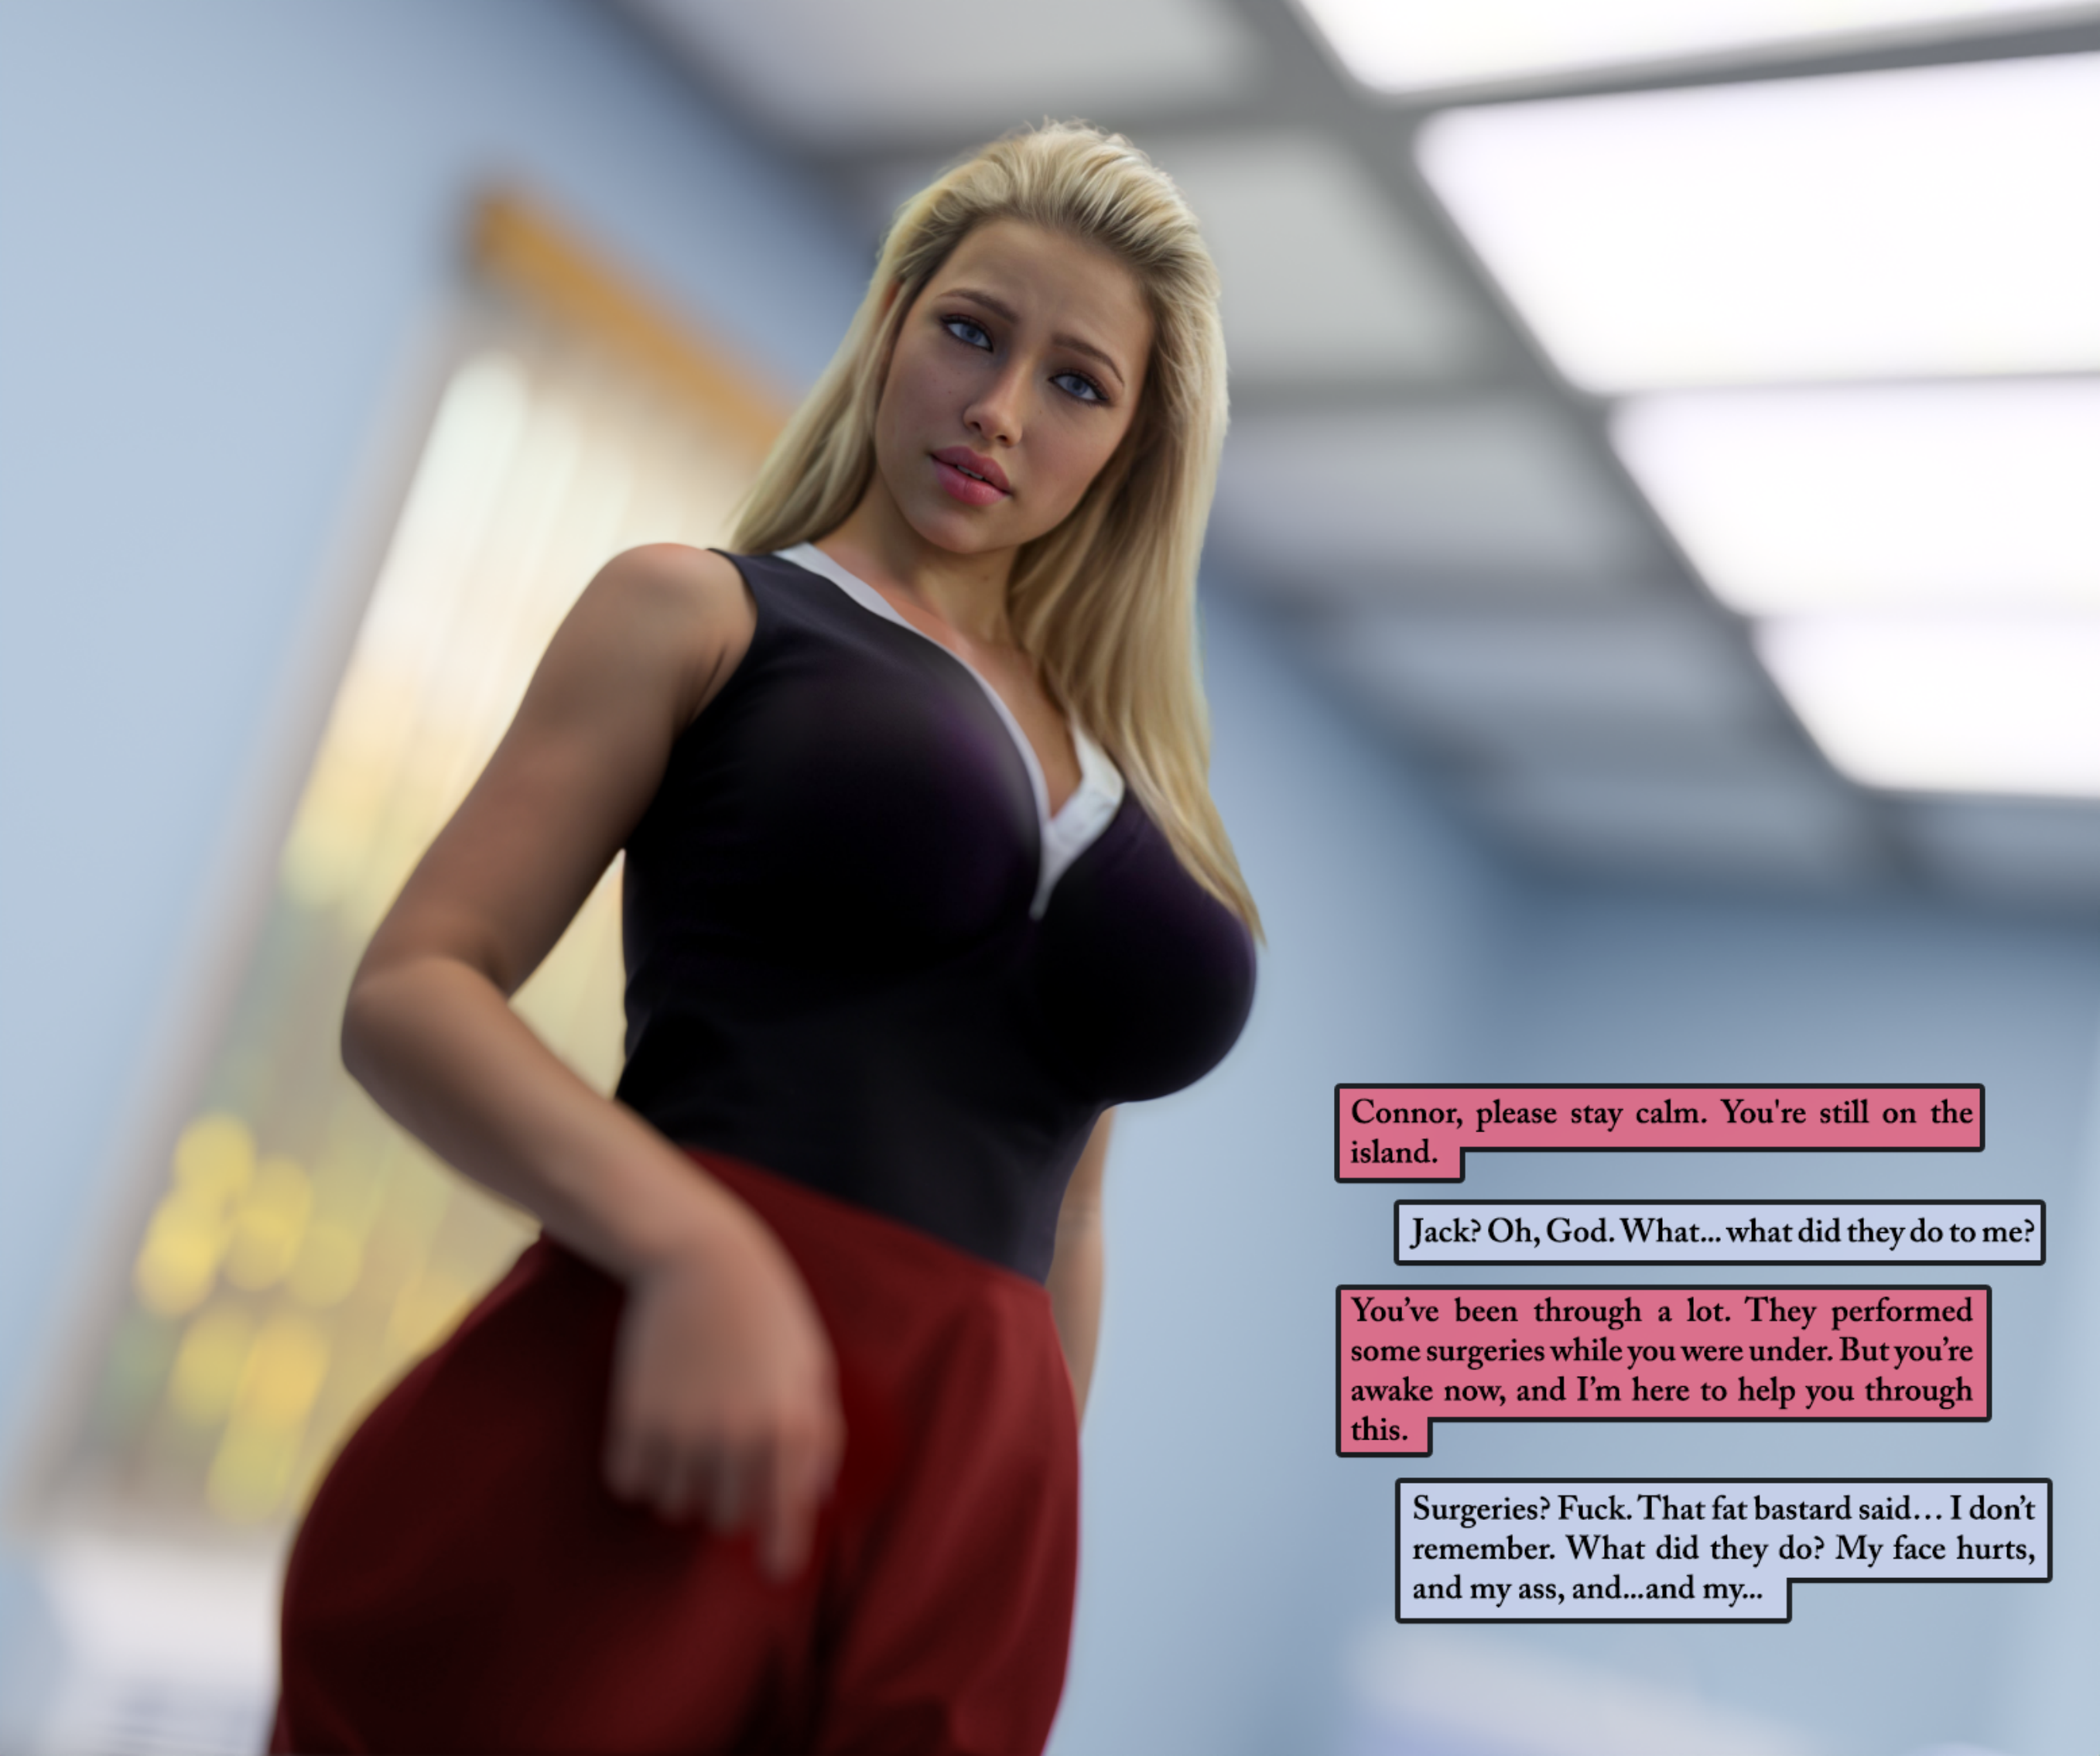 Connor, please stay calm. You're still on the
island.
Jack? Oh, God. What... what did they do to me?
You’ve been through a lot. They performed
some surgeries while you were under. But you’re
awake now, and I’m here to help you through
this.
Surgeries? Fuck. That fat bastard said… I don’t
remember. What did they do? My face hurts,
and my ass, and...and my...